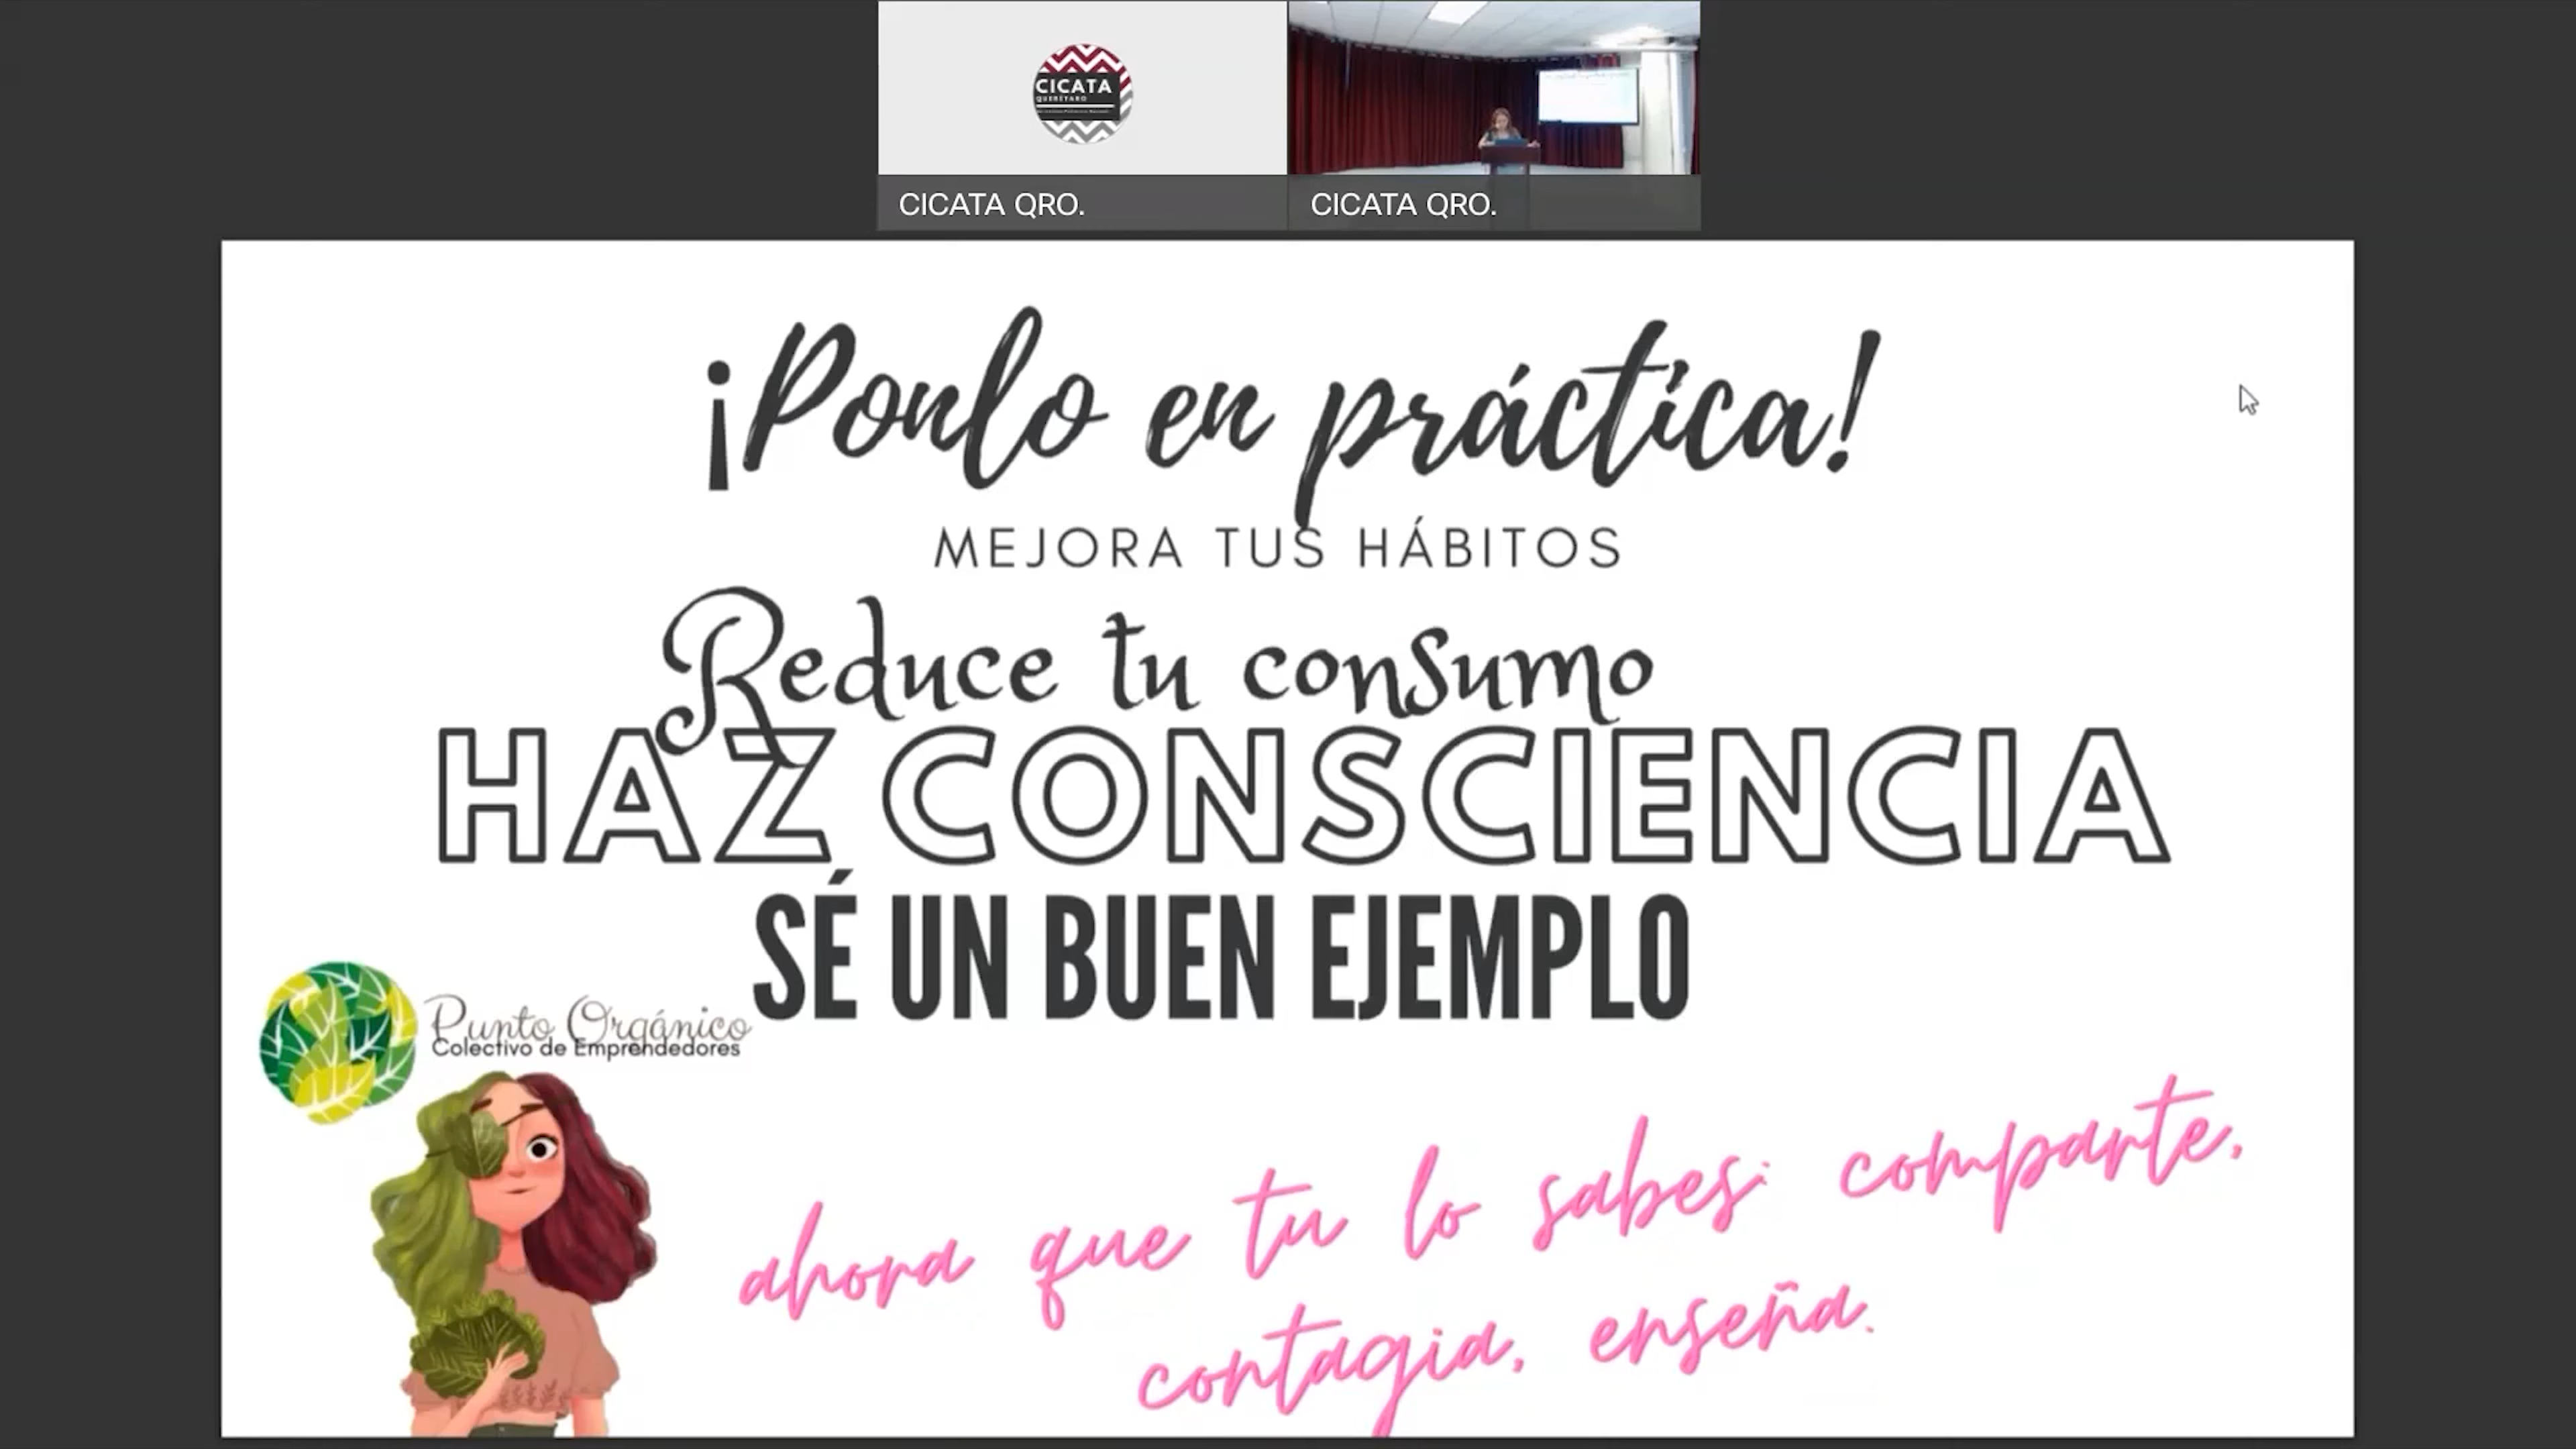 CICATA
QUERÉTARO
CICATA QRO.
CICATA QRO.
¡Ponlo en práctica!
MEJORA TUS HÁBITOS
Reduce tu consumo
HAZ CONSCIENCIA
SÉ UN BUEN EJEMPLO
Punto Orgánico
Colectivo de Emprendedores
ahora que tu lo sabes: comparte,
contagia, enseña.